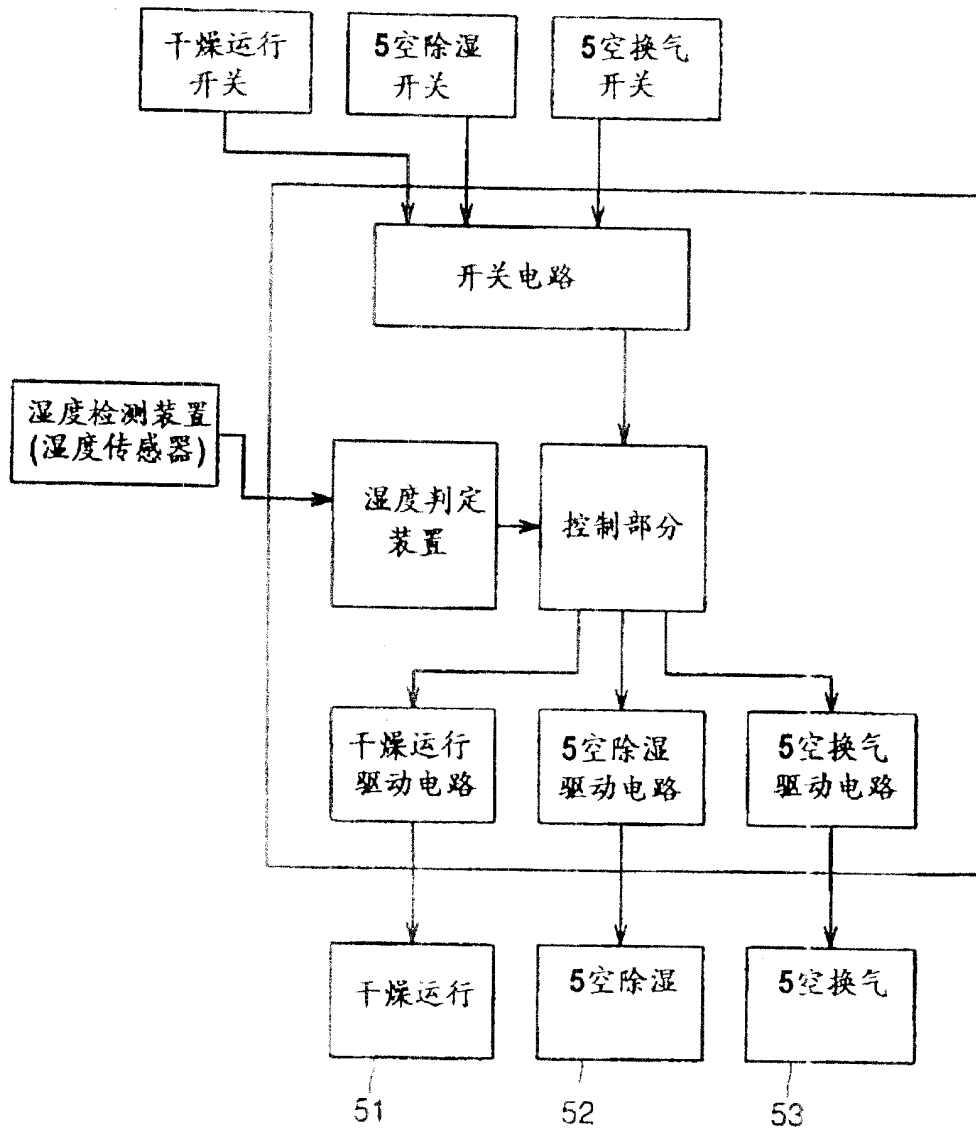 干燥运行
开关
5空除湿
开关
5空换气
开关
开关电路
湿度检测装置
(湿度传感器)
湿度判定
装置
控制部分
干燥运行
驱动电路
5空除湿
驱动电路
5空换气
驱动电路
干燥运行
5空除湿
5空换气
51
52
53